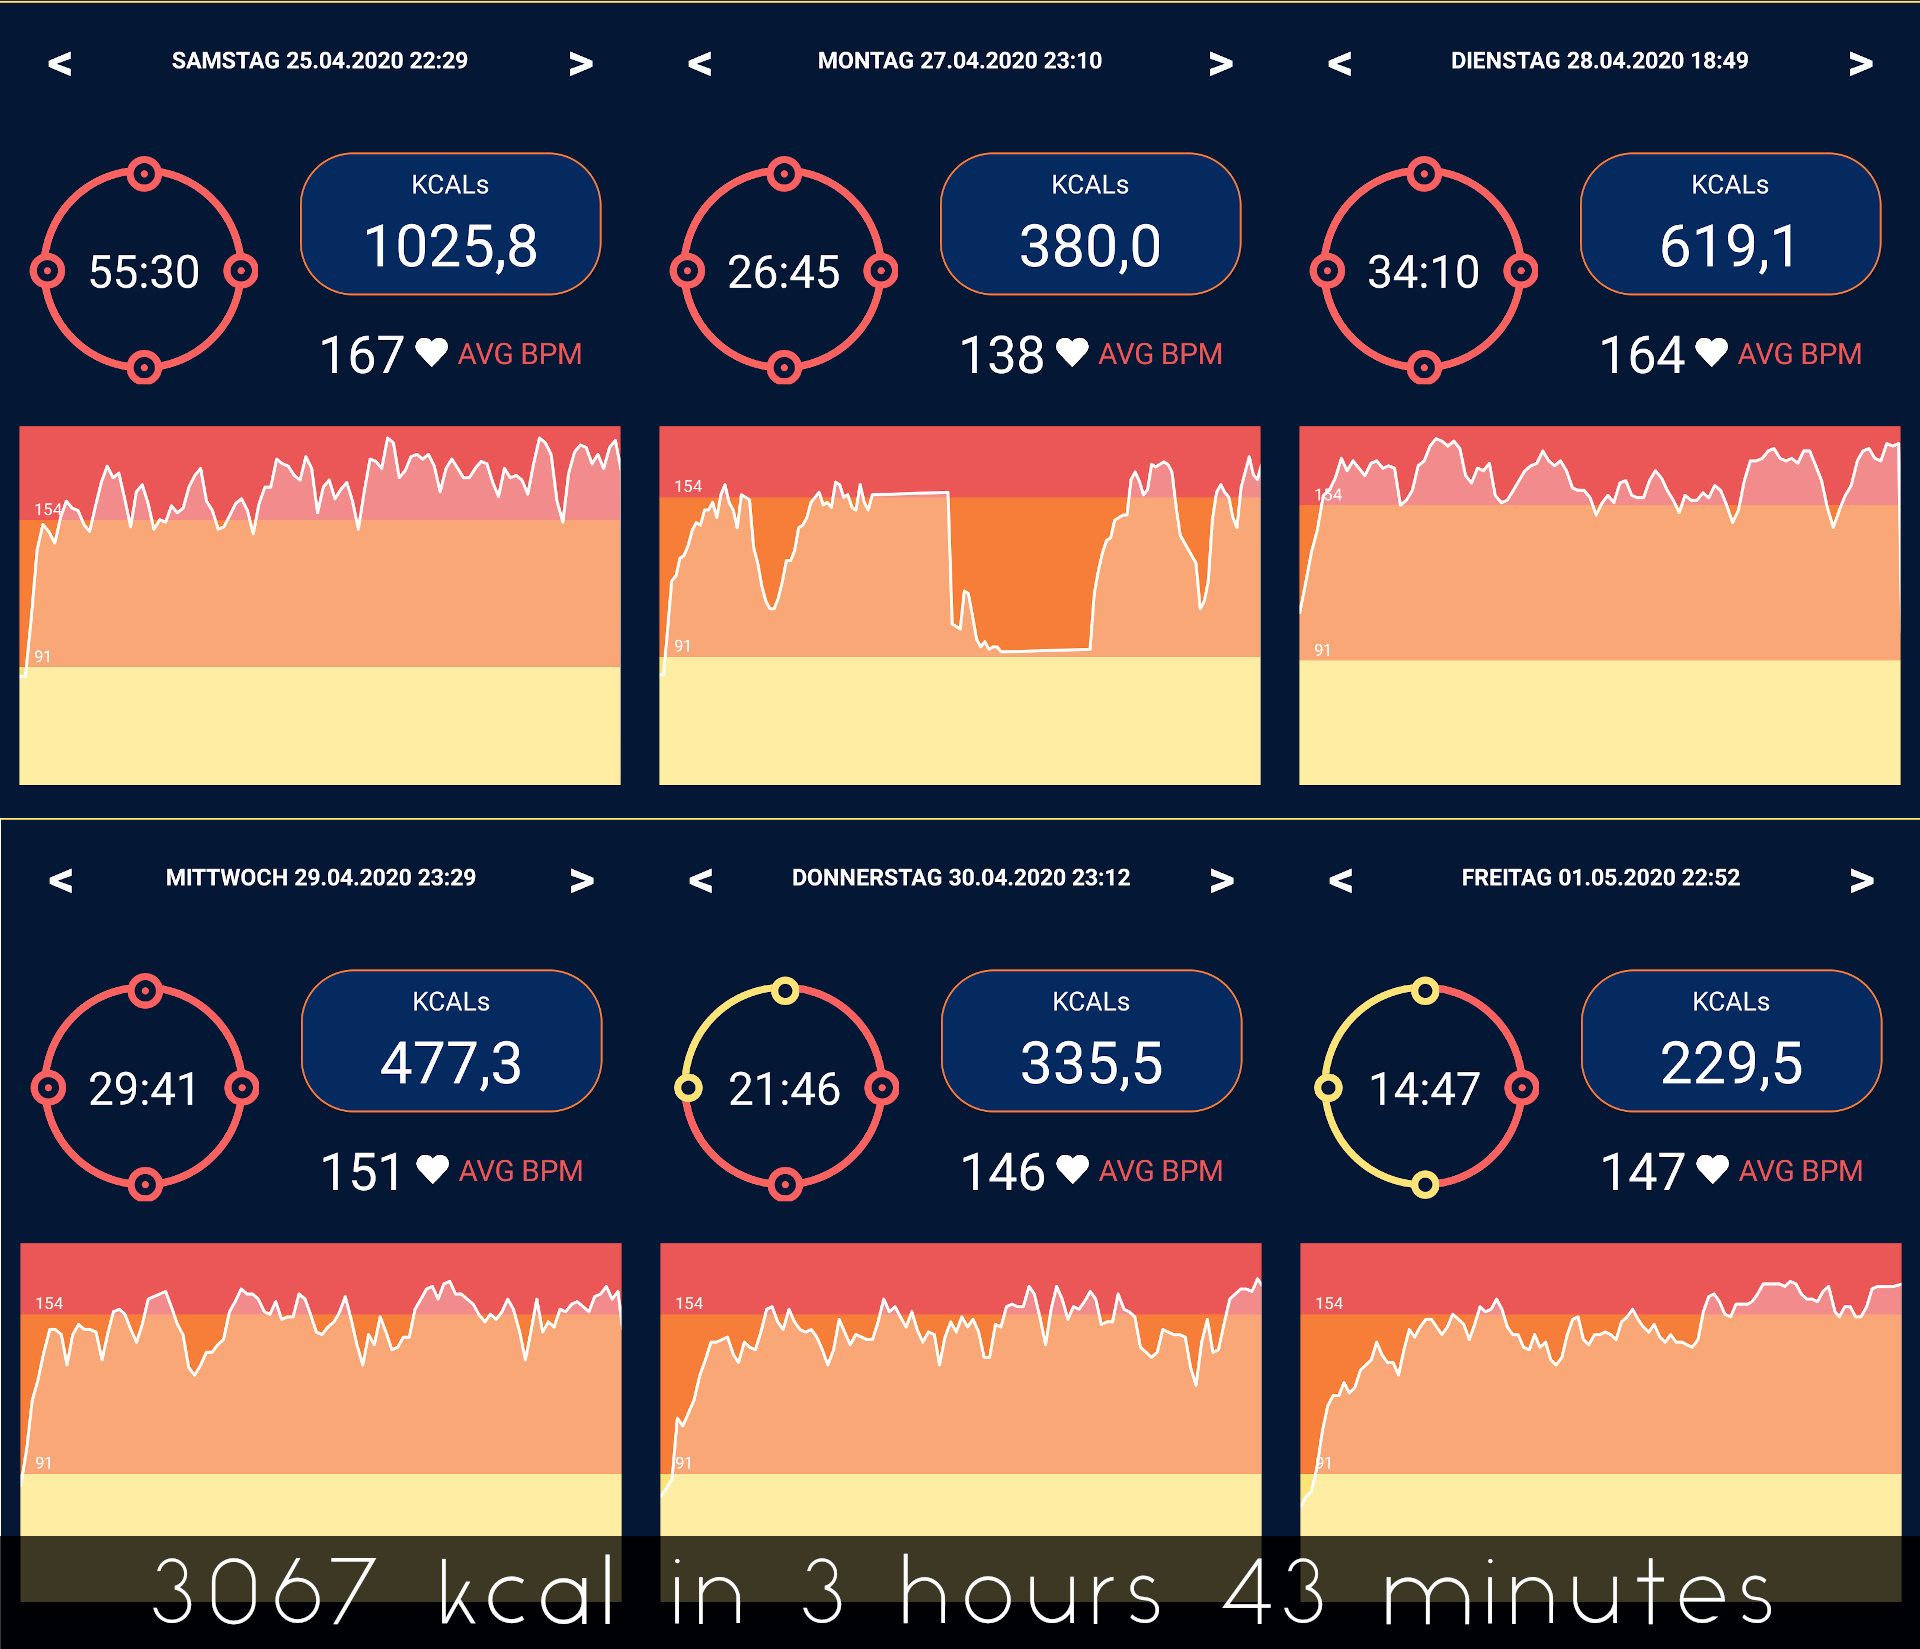 < SAMSTAG 25.04.2020 22:29 >
KCALs
1025,8
55:30
167 AVG BPM
154
91
< MONTAG 27.04.2020 23:10 >
KCALs
380,0
26:45
138 AVG BPM
154
91
< DIENSTAG 28.04.2020 18:49 >
KCALs
619,1
34:10
164 AVG BPM
154
91
< MITTWOCH 29.04.2020 23:29 >
KCALs
477,3
29:41
151 AVG BPM
154
91
< DONNERSTAG 30.04.2020 23:12 >
KCALs
335,5
21:46
146 AVG BPM
154
91
< FREITAG 01.05.2020 22:52 >
KCALs
229,5
14:47
147 AVG BPM
154
91
3067 kcal in 3 hours 43 minutes